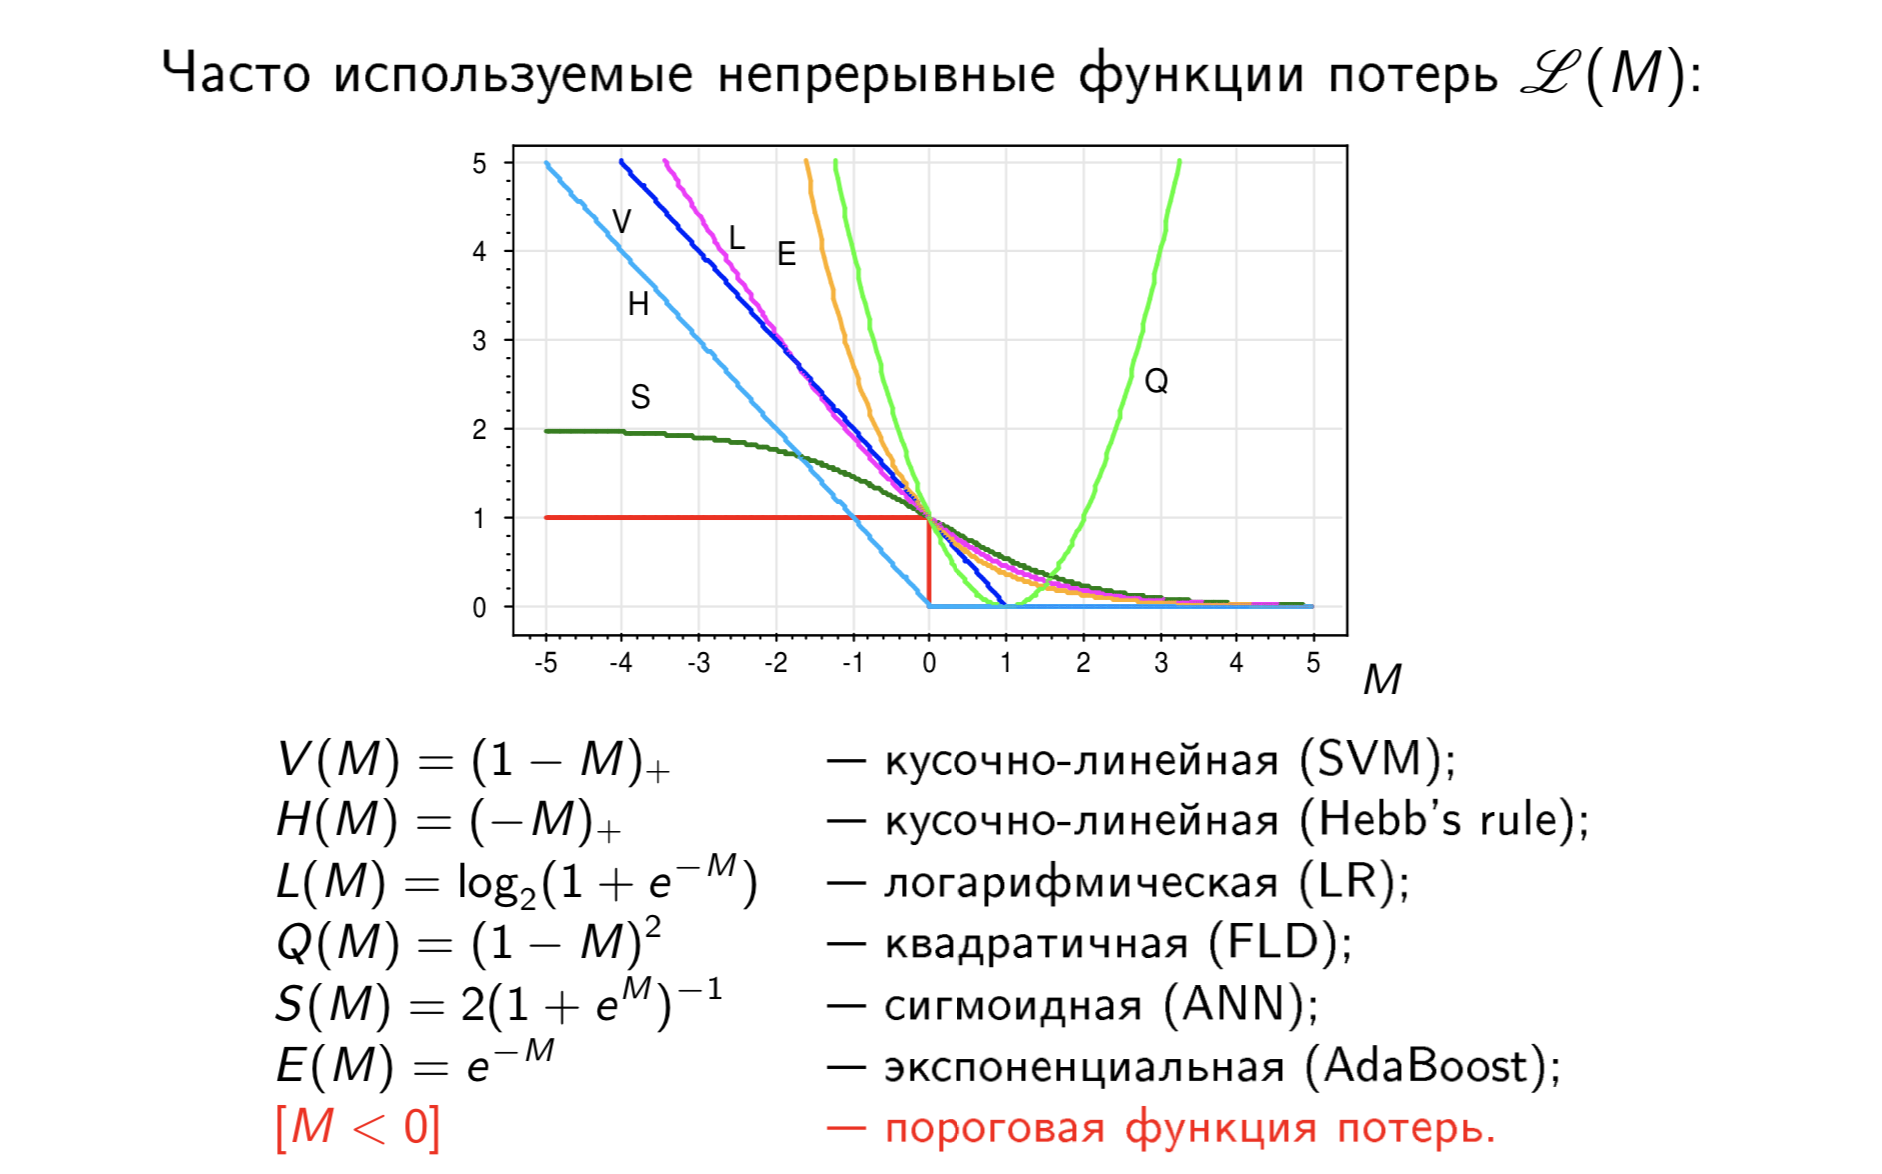 Часто используемые непрерывные функции потерь ℒ(M):
5
4
3
2
1
0
V
L
E
H
S
Q
-5 -4 -3 -2 -1 0 1 2 3 4 5
M
V(M) = (1 − M)₊ — кусочно-линейная (SVM);
H(M) = (−M)₊ — кусочно-линейная (Hebb's rule);
L(M) = log₂(1 + e^{−M}) — логарифмическая (LR);
Q(M) = (1 − M)² — квадратичная (FLD);
S(M) = 2(1 + e^{M})^{−1} — сигмоидная (ANN);
E(M) = e^{−M} — экспоненциальная (AdaBoost);
[M < 0] — пороговая функция потерь.